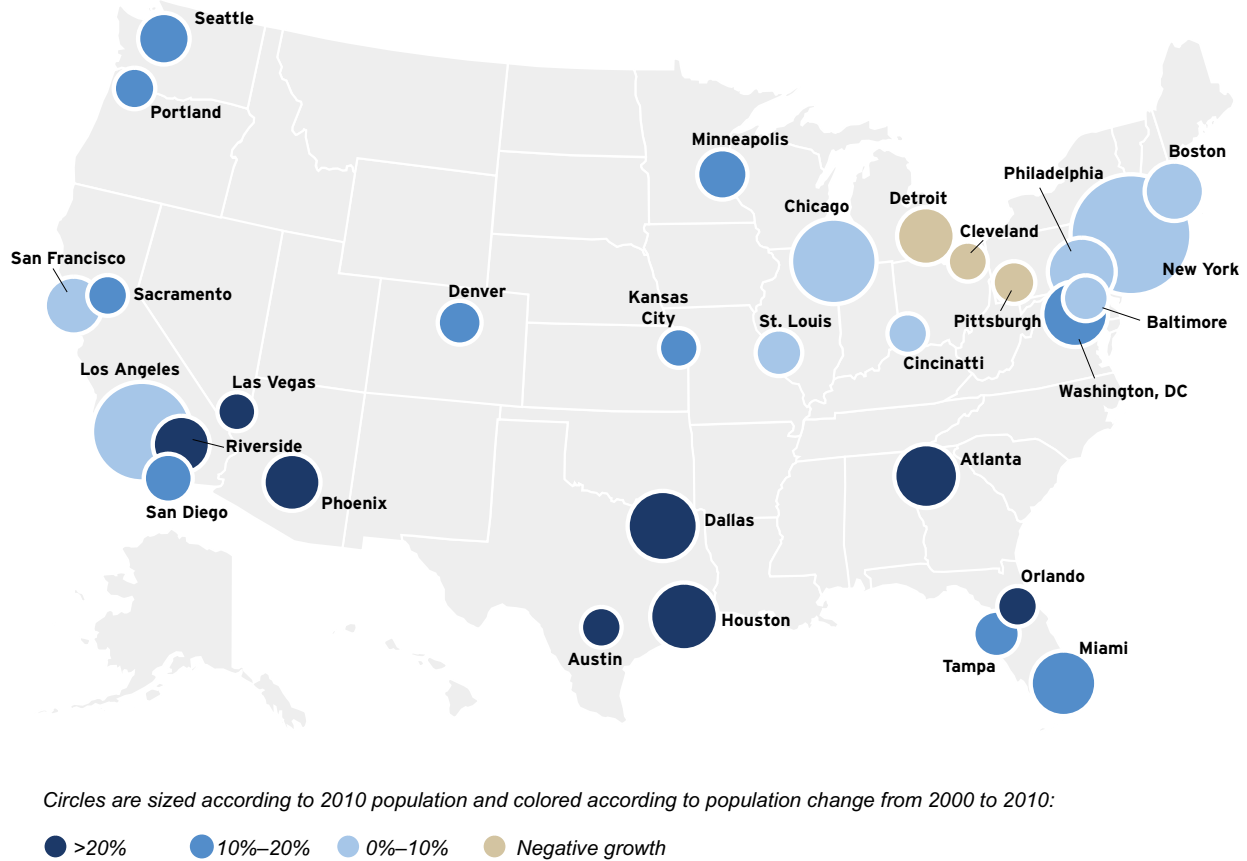 Seattle
Portland
Minneapolis
Boston
Philadelphia
Chicago
Detroit
Cleveland
San Francisco
New York
Sacramento
Denver
Kansas
City
St. Louis
Pittsburgh
Baltimore
Cincinatti
Los Angeles
Las Vegas
Washington, DC
Riverside
Atlanta
Phoenix
San Diego
Dallas
Orlando
Houston
Miami
Austin
Tampa
Circles are sized according to 2010 population and colored according to population change from 2000 to 2010:
>20% 10%–20% 0%–10% Negative growth